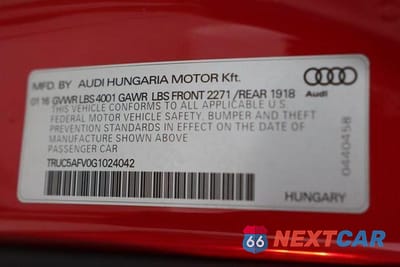 MFD. BY AUDI HUNGARIA MOTOR Kft.
01 16 GVWR LBS 4001 GAWR LBS FRONT 2271 /REAR 1918
THIS VEHICLE CONFORMS TO ALL APPLICABLE U.S.
FEDERAL MOTOR VEHICLE SAFETY, BUMPER AND THEFT
PREVENTION STANDARDS IN EFFECT ON THE DATE OF
MANUFACTURE SHOWN ABOVE.
PASSENGER CAR
TRUC5AFV0G1024042
Audi
0440458
HUNGARY
66 NEXTCAR